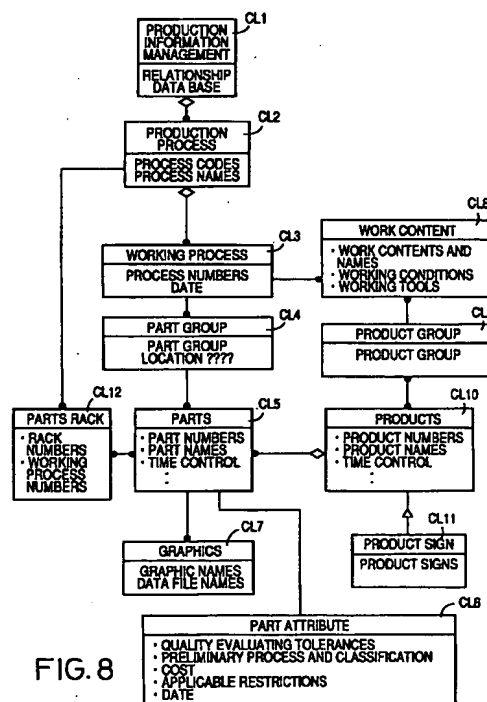 CL1
PRODUCTION
INFORMATION
MANAGEMENT
RELATIONSHIP
DATA BASE
CL2
PRODUCTION
PROCESS
PROCESS CODES
PROCESS NAMES
CL3
WORKING PROCESS
PROCESS NUMBERS
DATE
WORK CONTENT
• WORK CONTENTS AND
NAMES
• WORKING CONDITIONS
• WORKING TOOLS
CL4
PART GROUP
PART GROUP
LOCATION ????
PRODUCT GROUP
PRODUCT GROUP
CL12
PARTS RACK
• RACK
NUMBERS
• WORKING
PROCESS
NUMBERS
CL5
PARTS
• PART NUMBERS
• PART NAMES
• TIME CONTROL
CL10
PRODUCTS
• PRODUCT NUMBERS
• PRODUCT NAMES
• TIME CONTROL
CL7
GRAPHICS
GRAPHIC NAMES
DATA FILE NAMES
CL11
PRODUCT SIGN
PRODUCT SIGNS
CL6
PART ATTRIBUTE
• QUALITY EVALUATING TOLERANCES
• PRELIMINARY PROCESS AND CLASSIFICATION
• COST
• APPLICABLE RESTRICTIONS
• DATE
FIG. 8